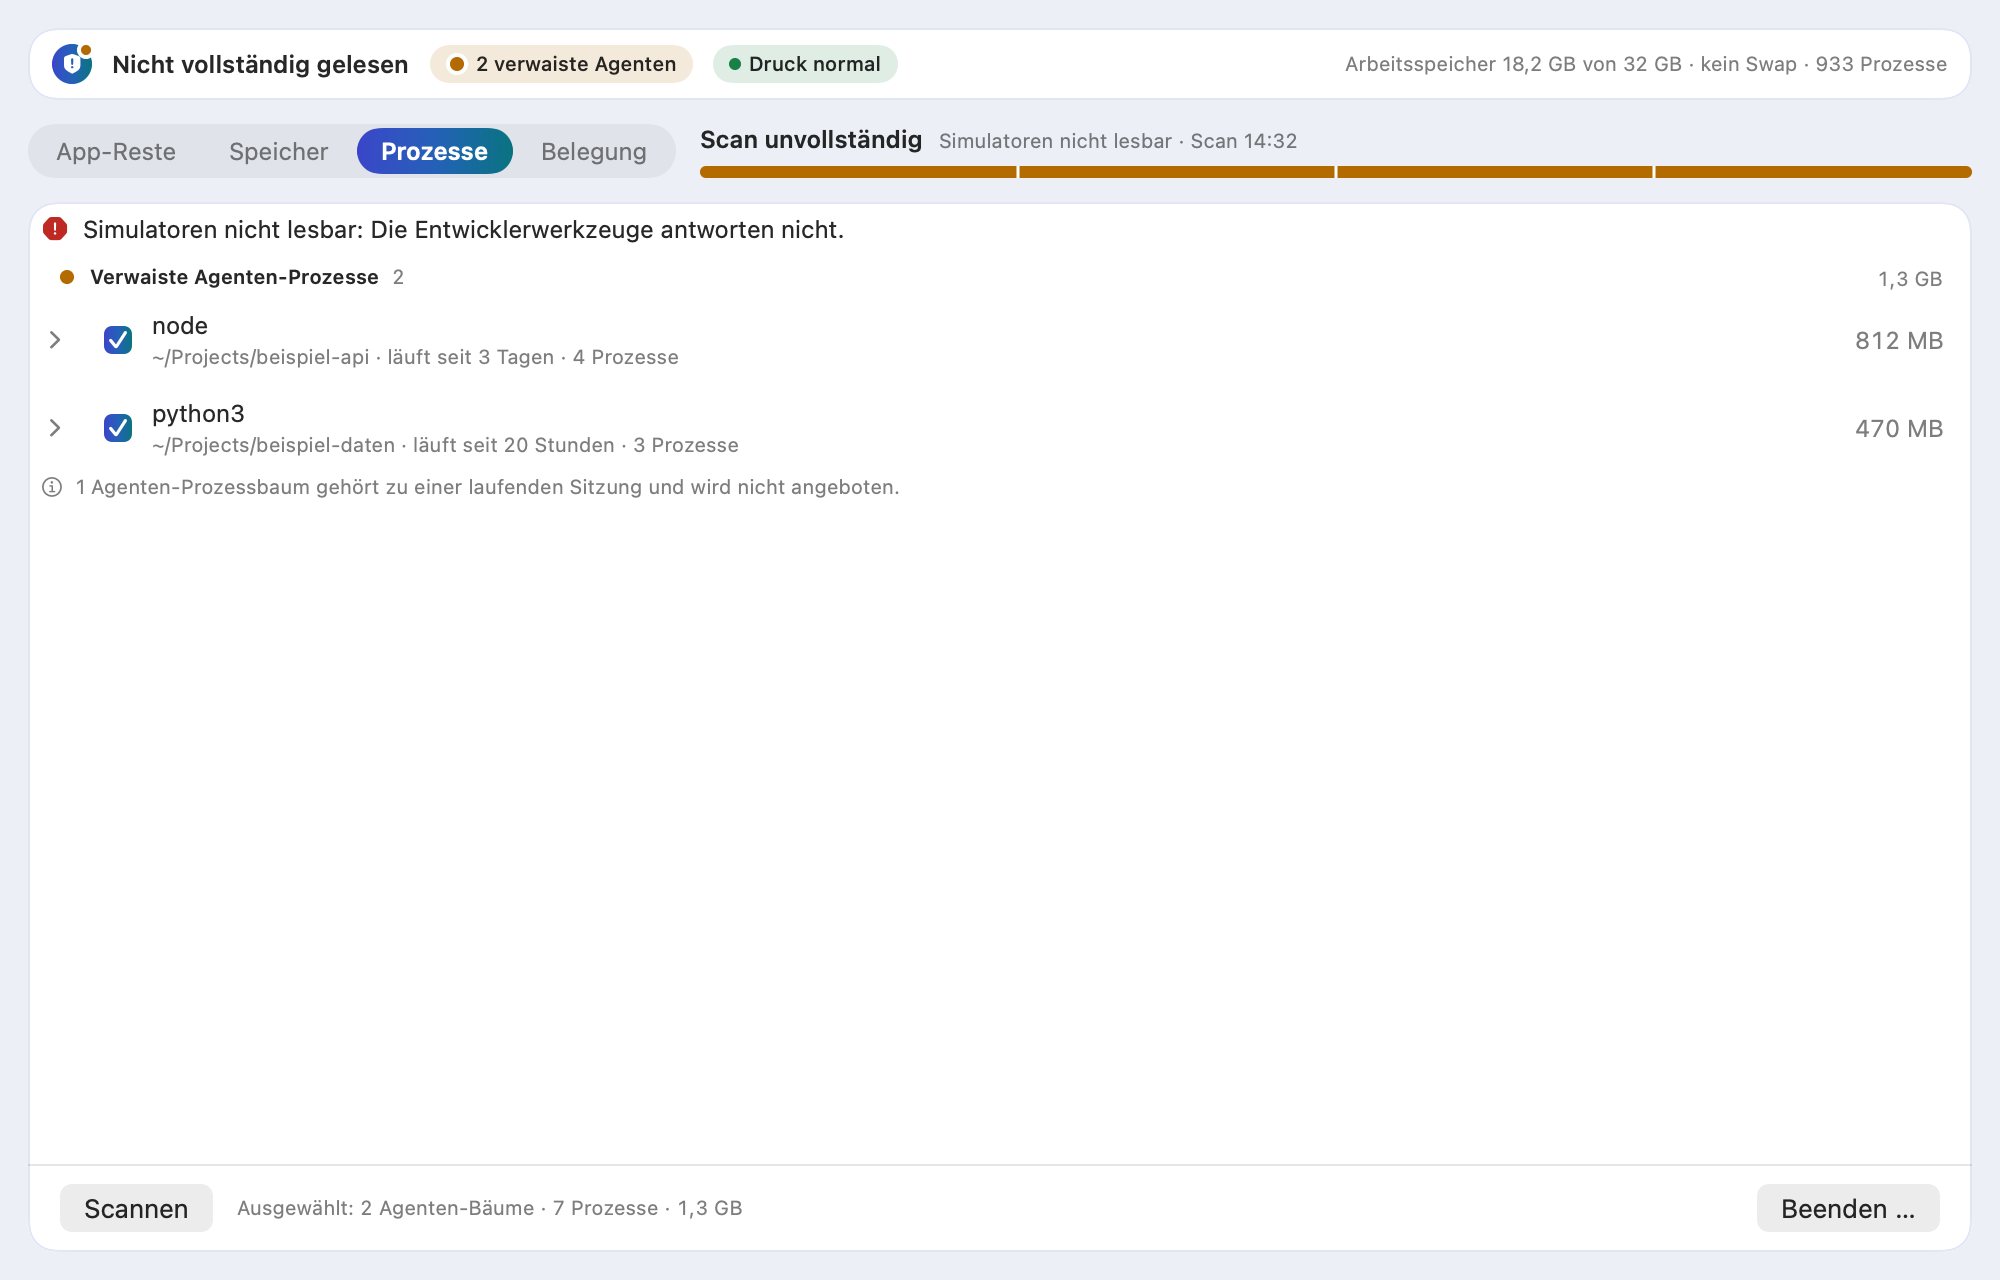 Nicht vollständig gelesen
2 verwaiste Agenten
Druck normal
Arbeitsspeicher 18,2 GB von 32 GB · kein Swap · 933 Prozesse
App-Reste
Speicher
Prozesse
Belegung
Scan unvollständig
Simulatoren nicht lesbar · Scan 14:32
Simulatoren nicht lesbar: Die Entwicklerwerkzeuge antworten nicht.
Verwaiste Agenten-Prozesse 2
1,3 GB
node
812 MB
~/Projects/beispiel-api · läuft seit 3 Tagen · 4 Prozesse
python3
470 MB
~/Projects/beispiel-daten · läuft seit 20 Stunden · 3 Prozesse
1 Agenten-Prozessbaum gehört zu einer laufenden Sitzung und wird nicht angeboten.
Scannen
Ausgewählt: 2 Agenten-Bäume · 7 Prozesse · 1,3 GB
Beenden ...